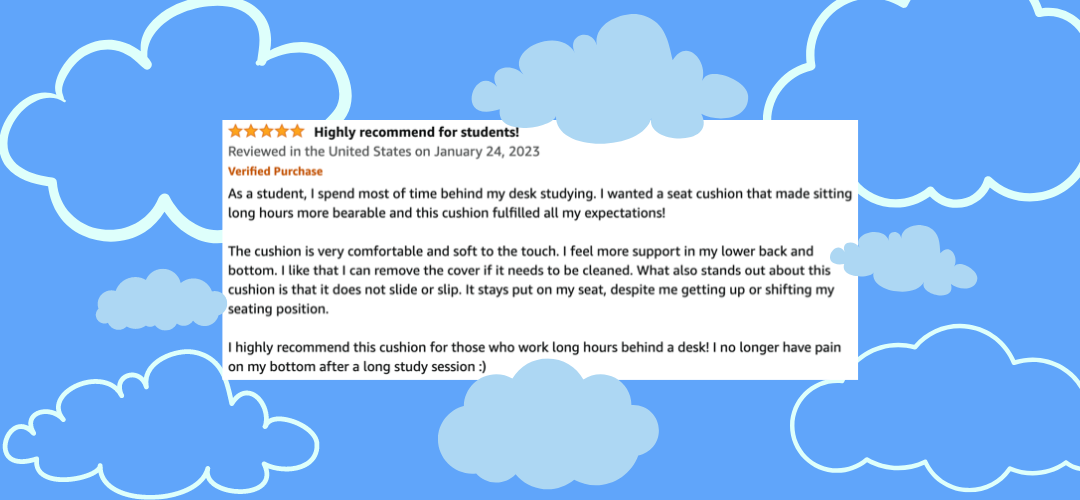 Highly recommend for students!
Reviewed in the United States on January 24, 2023
Verified Purchase
As a student, I spend most of time behind my desk studying. I wanted a seat cushion that made sitting
long hours more bearable and this cushion fulfilled all my expectations!
The cushion is very comfortable and soft to the touch. I feel more support in my lower back and
bottom. I like that I can remove the cover if it needs to be cleaned. What also stands out about this
cushion is that it does not slide or slip. It stays put on my seat, despite me getting up or shifting my
seating position.
I highly recommend this cushion for those who work long hours behind a desk! I no longer have pain
on my bottom after a long study session :)